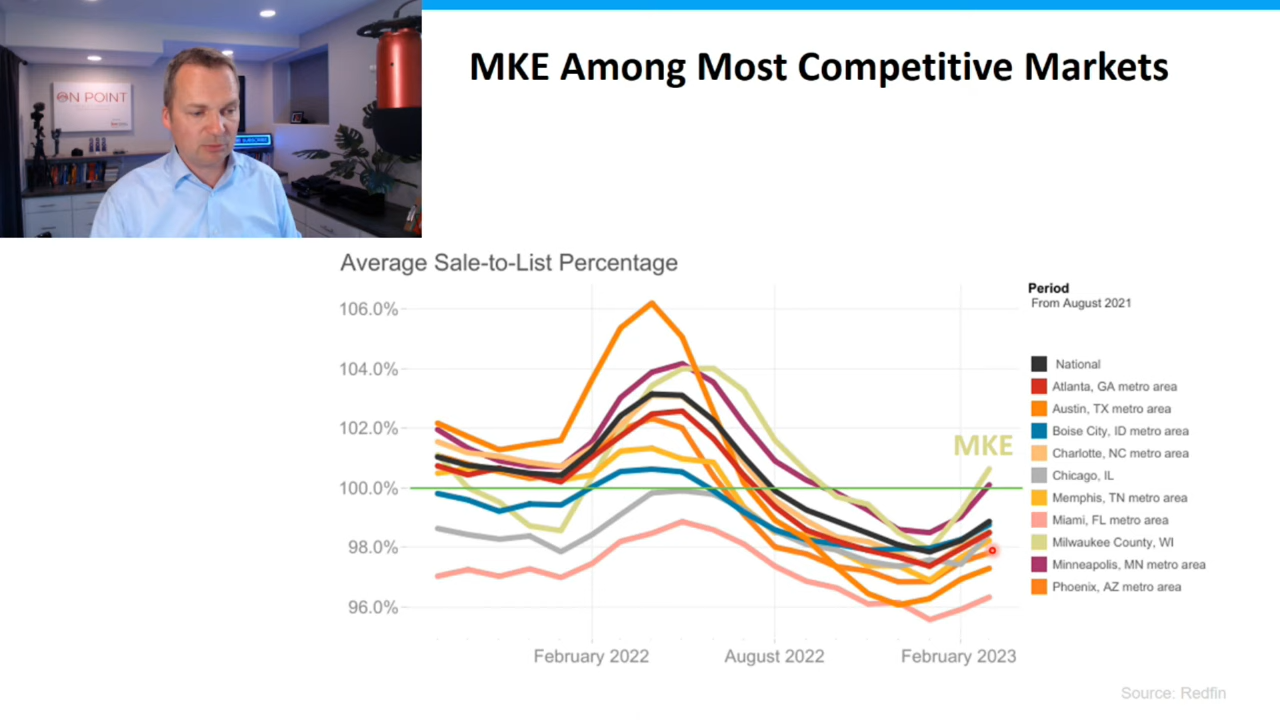 ON POINT
MKE Among Most Competitive Markets
Average Sale-to-List Percentage
106.0%
104.0%
102.0%
100.0%
98.0%
96.0%
MKE
February 2022
August 2022
February 2023
Period
From August 2021
National
Atlanta, GA metro area
Austin, TX metro area
Boise City, ID metro area
Charlotte, NC metro area
Chicago, IL
Memphis, TN metro area
Miami, FL metro area
Milwaukee County, WI
Minneapolis, MN metro area
Phoenix, AZ metro area
Source: Redfin